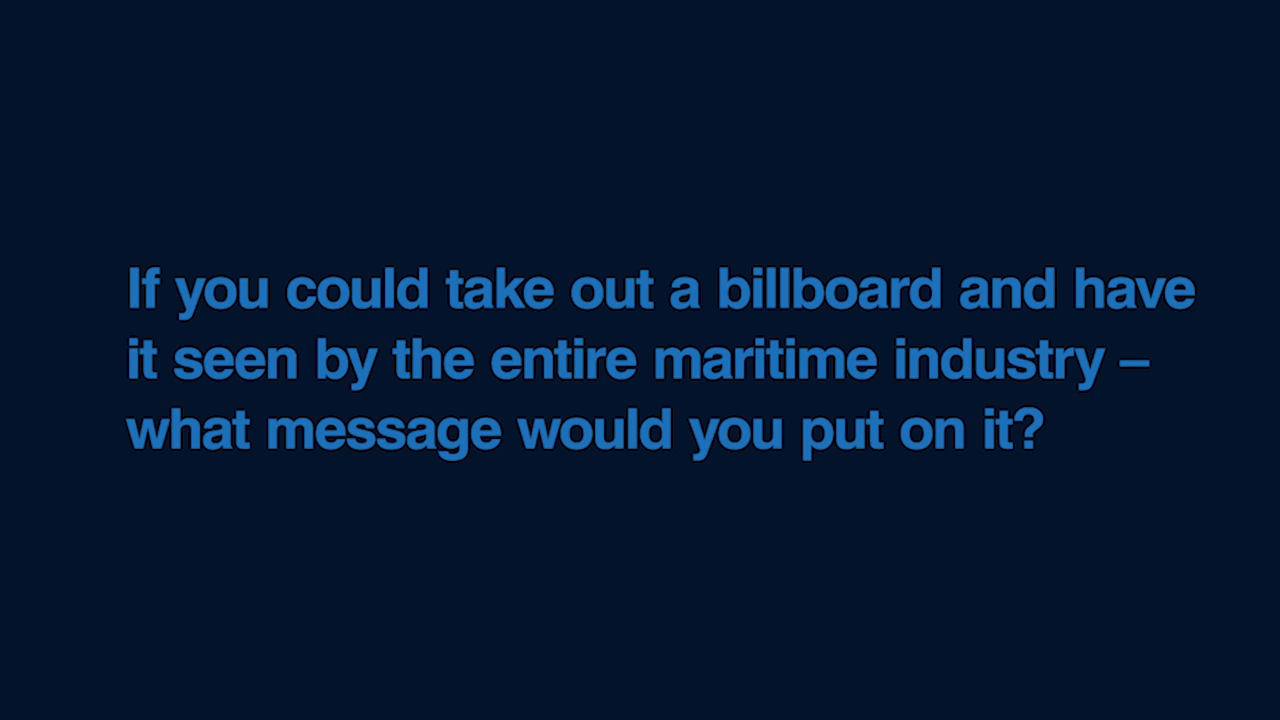 If you could take out a billboard and have
it seen by the entire maritime industry –
what message would you put on it?